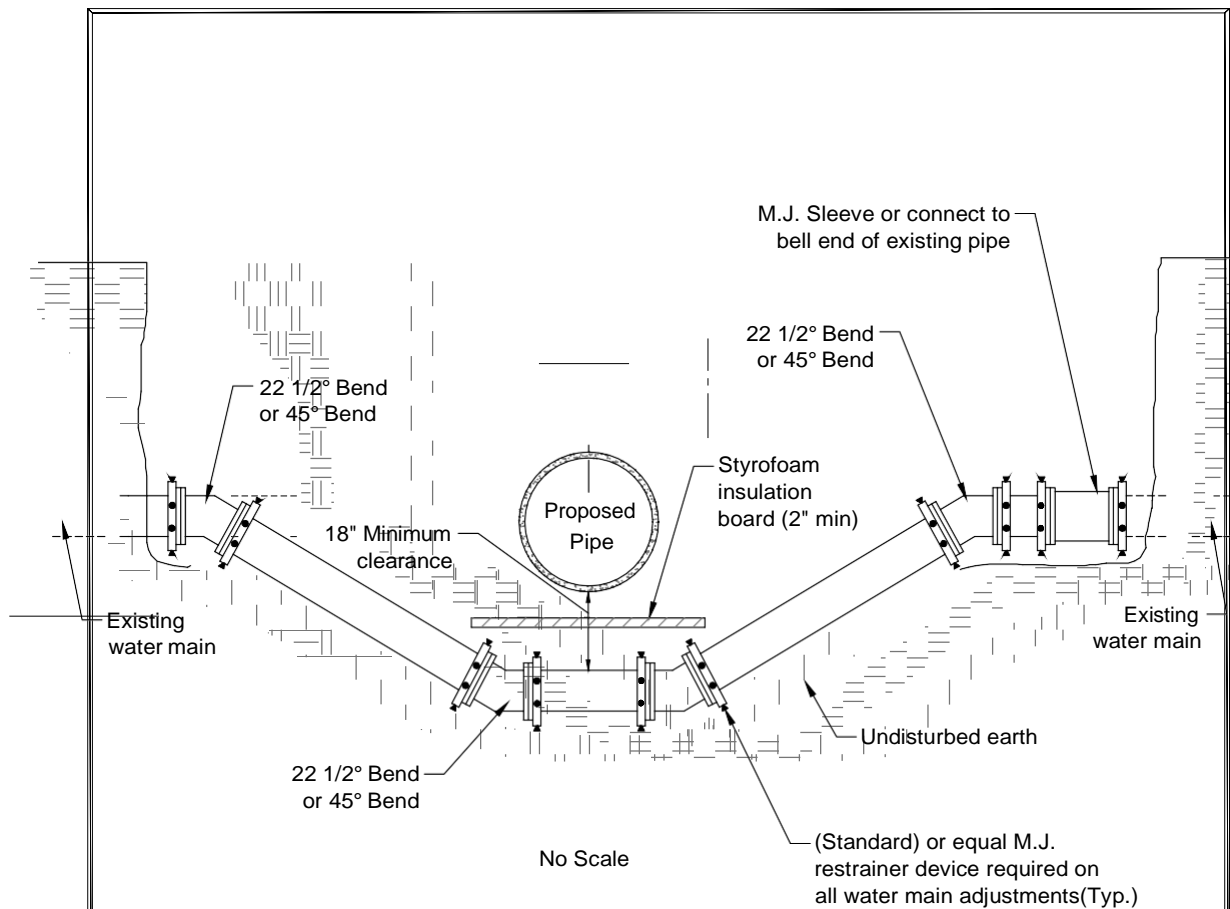 M.J. Sleeve or connect to
bell end of existing pipe
22 1/2° Bend
or 45° Bend
22 1/2° Bend
or 45° Bend
Styrofoam
insulation
board (2" min)
Proposed
Pipe
18" Minimum
clearance
Existing
water main
Existing
water main
Undisturbed earth
22 1/2° Bend
or 45° Bend
No Scale
(Standard) or equal M.J.
restrainer device required on
all water main adjustments(Typ.)